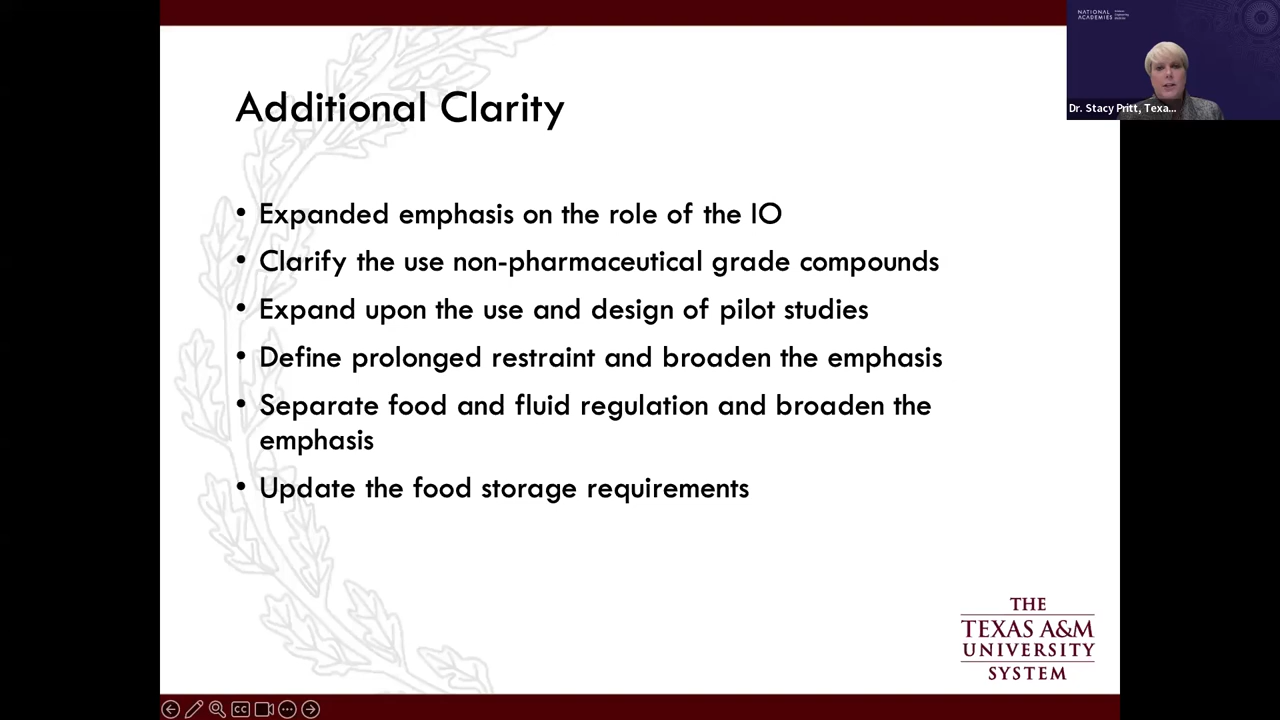 Additional Clarity
• Expanded emphasis on the role of the IO
• Clarify the use non-pharmaceutical grade compounds
• Expand upon the use and design of pilot studies
• Define prolonged restraint and broaden the emphasis
• Separate food and fluid regulation and broaden the
emphasis
• Update the food storage requirements
THE
TEXAS A&M
UNIVERSITY
SYSTEM
NATIONAL
ACADEMIES
Dr. Stacy Pritt, Texa...
CC